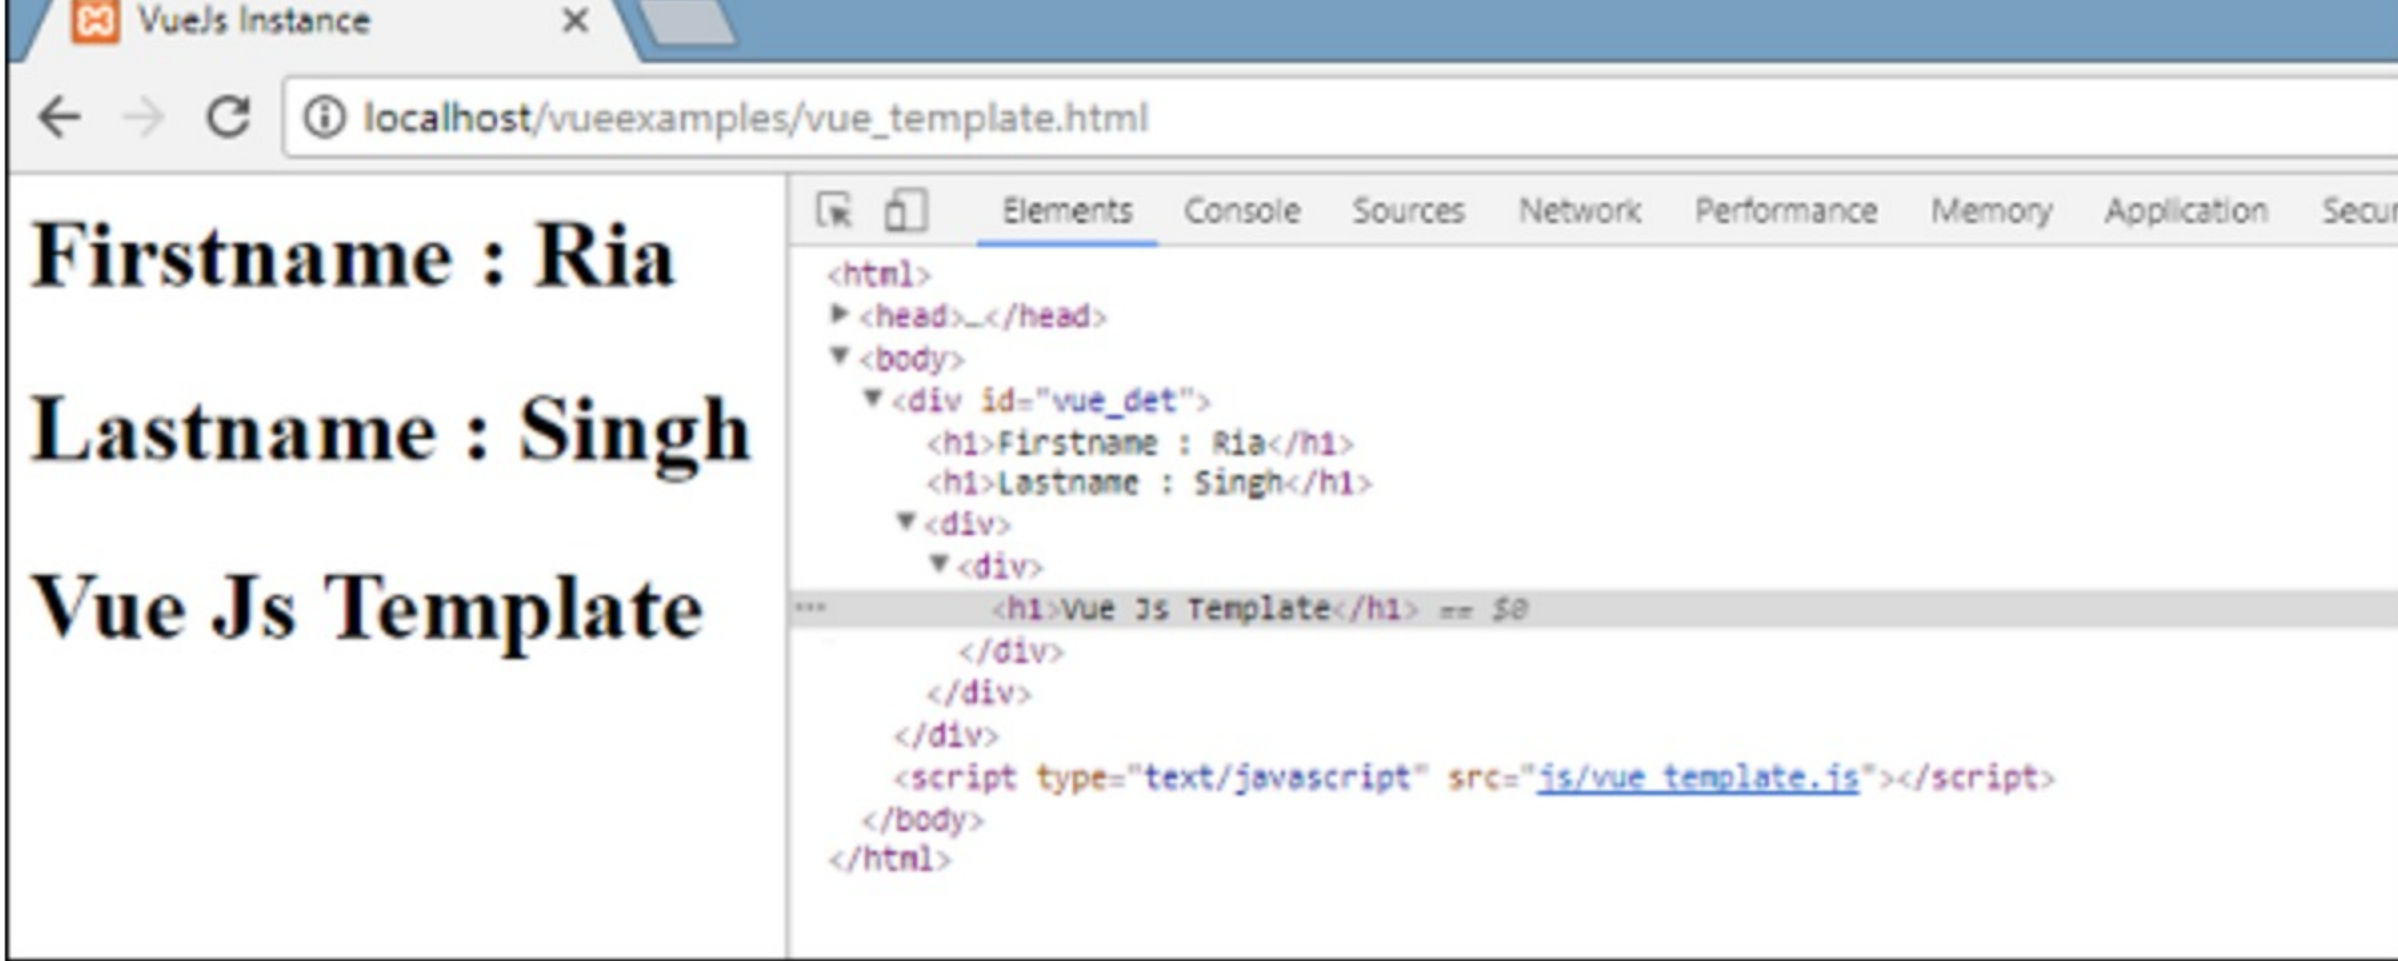 VueJs Instance
localhost/vueexamples/vue_template.html
Firstname : Ria
Lastname : Singh
Vue Js Template
Elements Console Sources Network Performance Memory Application Secur
<html>
<head>…</head>
<body>
<div id="vue_det">
<h1>Firstname : Ria</h1>
<h1>Lastname : Singh</h1>
<div>
<div>
<h1>Vue Js Template</h1> == $0
</div>
</div>
</div>
<script type="text/javascript" src="js/vue_template.js"></script>
</body>
</html>